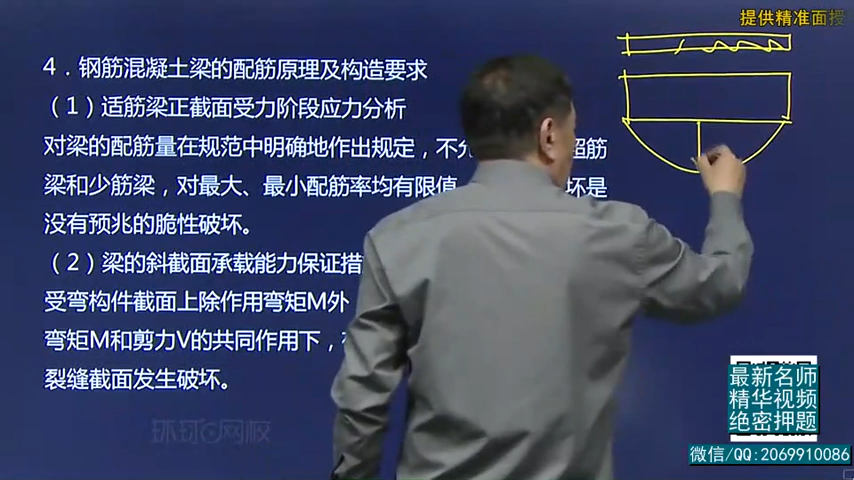 提供精准面授
4．钢筋混凝土梁的配筋原理及构造要求
（1）适筋梁正截面受力阶段应力分析
对梁的配筋量在规范中明确地作出规定，不允 超筋
梁和少筋梁，对最大、最小配筋率均有限值 坏是
没有预兆的脆性破坏。
（2）梁的斜截面承载能力保证措
受弯构件截面上除作用弯矩M外
弯矩M和剪力V的共同作用下，
裂缝截面发生破坏。
环球网校
最新名师
精华视频
绝密押题
微信/QQ:2069910086